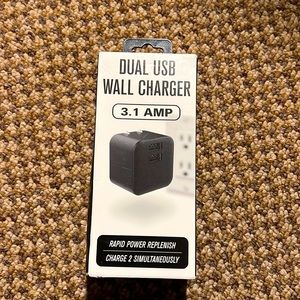 DUAL USB
WALL CHARGER
3.1 AMP
RAPID POWER REPLENISH
CHARGE 2 SIMULTANEOUSLY